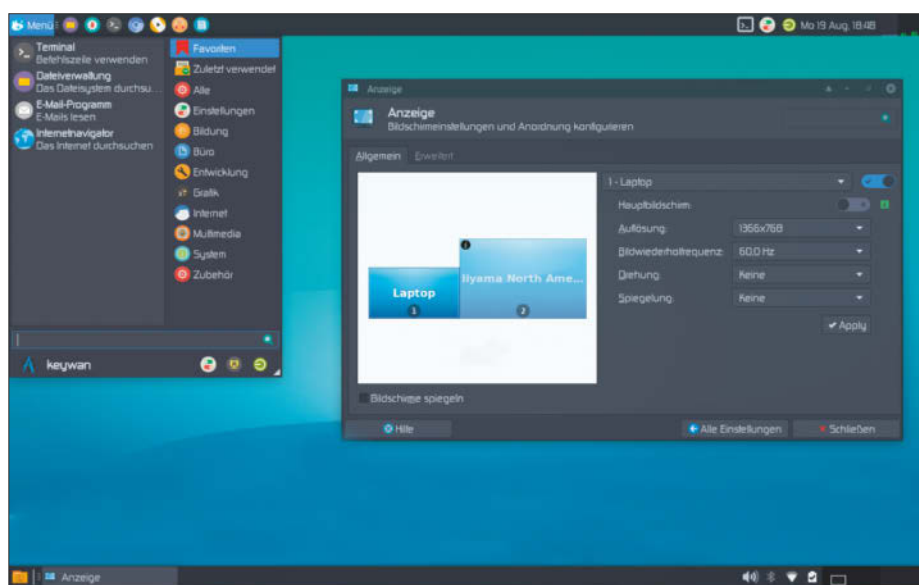 Menü
Mo 19 Aug, 18:48
Terminal
Befehlszeile verwenden
Dateiverwaltung
Das Dateisystem durchsu...
E-Mail-Programm
E-Mails lesen
Internetnavigator
Das Internet durchsuchen
Favoriten
Zuletzt verwendet
Alle
Einstellungen
Bildung
Büro
Entwicklung
Grafik
Internet
Multimedia
System
Zubehör
keywan
Anzeige
Anzeige
Bildschirmeinstellungen und Anordnung konfigurieren
Allgemein Erweitert
Laptop
1
Iiyama North Ame...
2
1 - Laptop
Hauptbildschirm:
Auflösung: 1366x768
Bildwiederholfrequenz: 60,0 Hz
Drehung: Keine
Spiegelung: Keine
Apply
Bildschirme spiegeln
Hilfe
Alle Einstellungen
Schließen
Anzeige